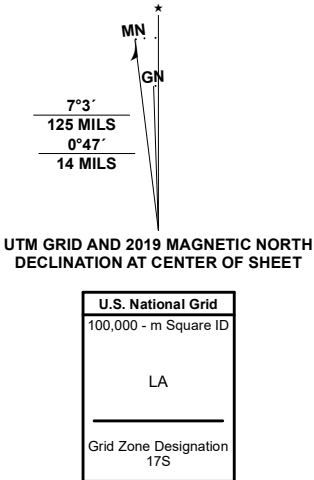 MN
GN
7°3´
125 MILS
0°47´
14 MILS
UTM GRID AND 2019 MAGNETIC NORTH
DECLINATION AT CENTER OF SHEET
U.S. National Grid
100,000 - m Square ID
LA
Grid Zone Designation
17S